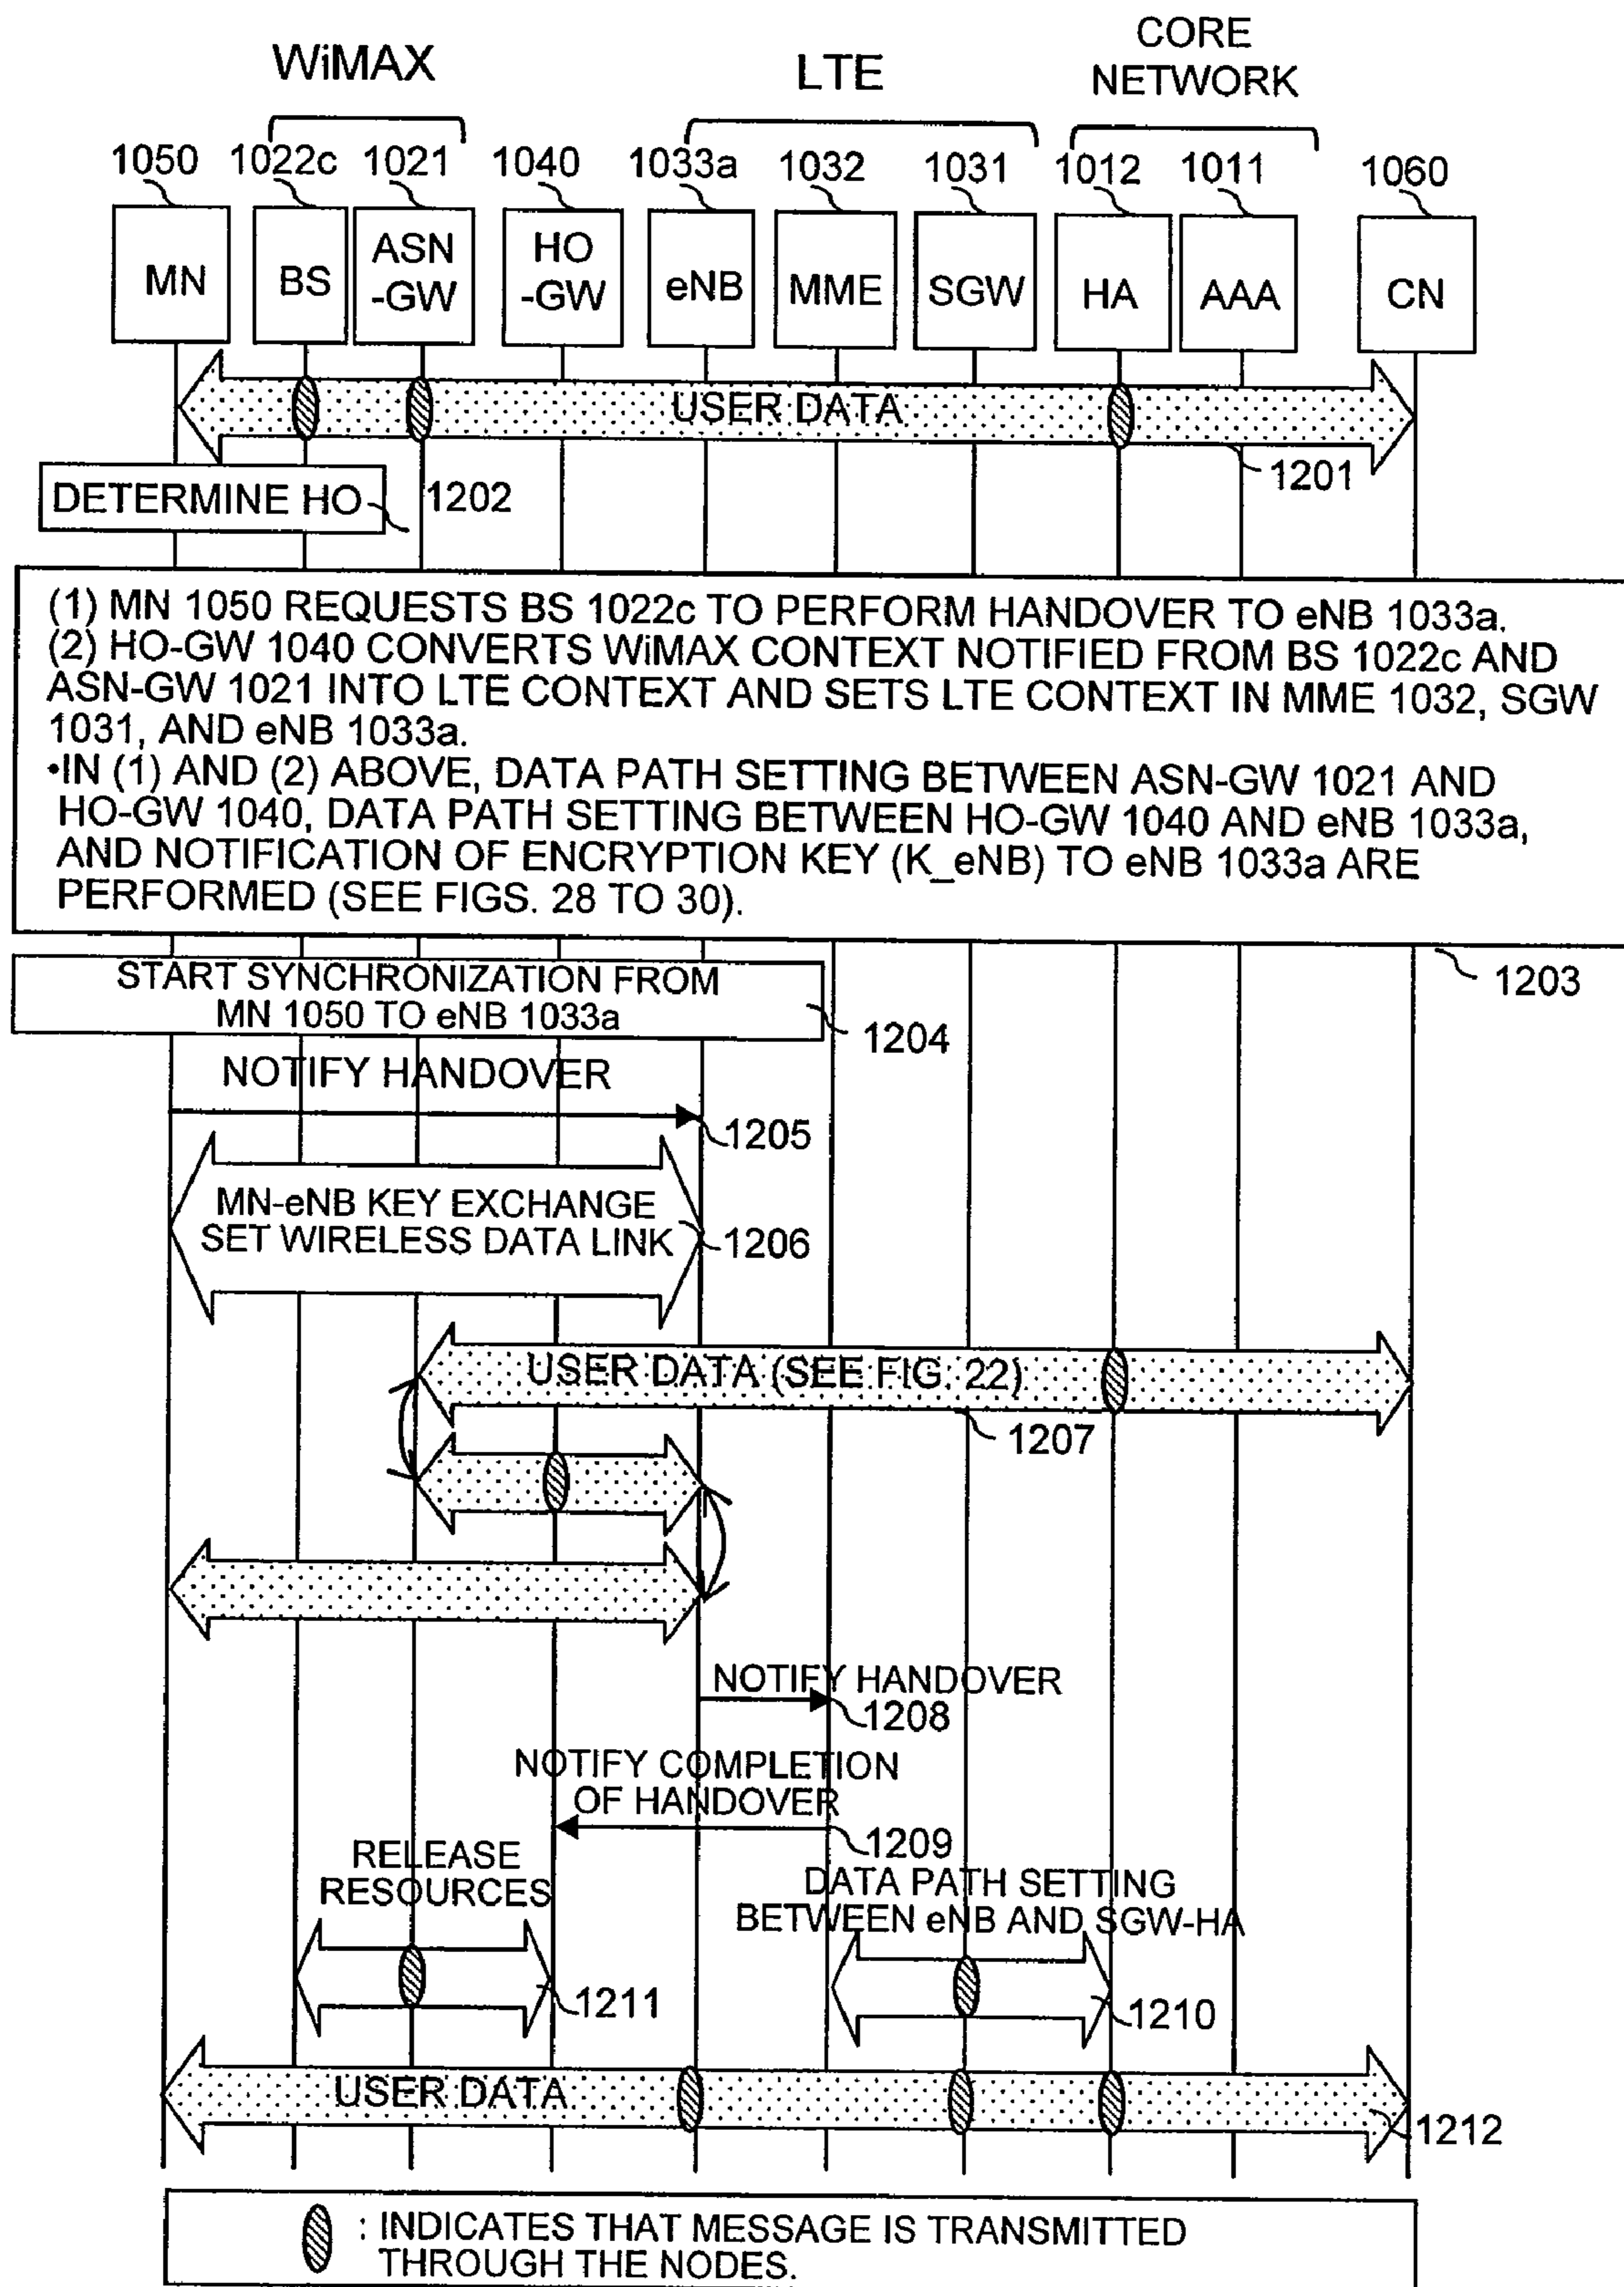 WiMAX
LTE
CORE
NETWORK
1050 1022c 1021 1040 1033a 1032 1031 1012 1011 1060
MN
BS
ASN
-GW
HO
-GW
eNB
MME
SGW
HA
AAA
CN
USER DATA
1201
DETERMINE HO
1202
(1) MN 1050 REQUESTS BS 1022c TO PERFORM HANDOVER TO eNB 1033a.
(2) HO-GW 1040 CONVERTS WiMAX CONTEXT NOTIFIED FROM BS 1022c AND
ASN-GW 1021 INTO LTE CONTEXT AND SETS LTE CONTEXT IN MME 1032, SGW
1031, AND eNB 1033a.
•IN (1) AND (2) ABOVE, DATA PATH SETTING BETWEEN ASN-GW 1021 AND
HO-GW 1040, DATA PATH SETTING BETWEEN HO-GW 1040 AND eNB 1033a,
AND NOTIFICATION OF ENCRYPTION KEY (K_eNB) TO eNB 1033a ARE
PERFORMED (SEE FIGS. 28 TO 30).
1203
START SYNCHRONIZATION FROM
MN 1050 TO eNB 1033a
1204
NOTIFY HANDOVER
1205
MN-eNB KEY EXCHANGE
SET WIRELESS DATA LINK
1206
USER DATA (SEE FIG. 22)
1207
NOTIFY HANDOVER
1208
NOTIFY COMPLETION
OF HANDOVER
1209
RELEASE
RESOURCES
1211
DATA PATH SETTING
BETWEEN eNB AND SGW-HA
1210
USER DATA
1212
: INDICATES THAT MESSAGE IS TRANSMITTED
THROUGH THE NODES.